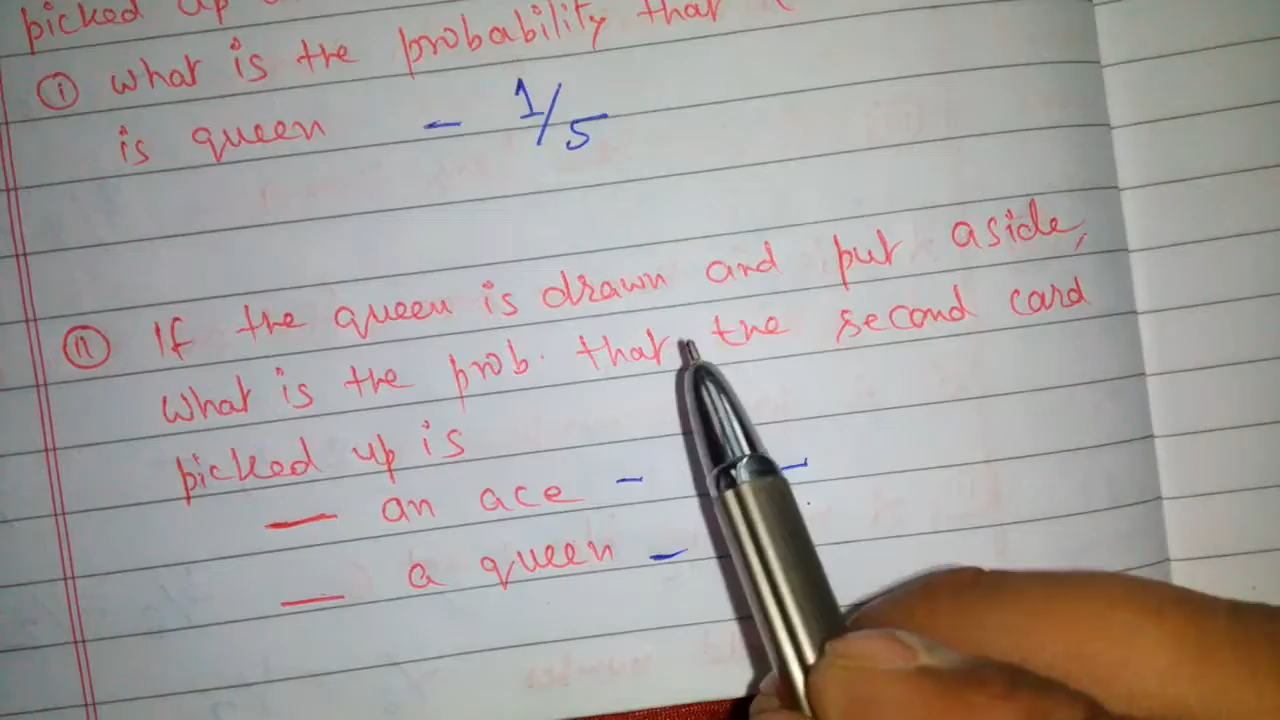 picked up
① What is the probability that
is queen - 1/5
② If the queen is drawn and put aside,
What is the prob. that the second card
picked up is
— an ace -
— a queen -